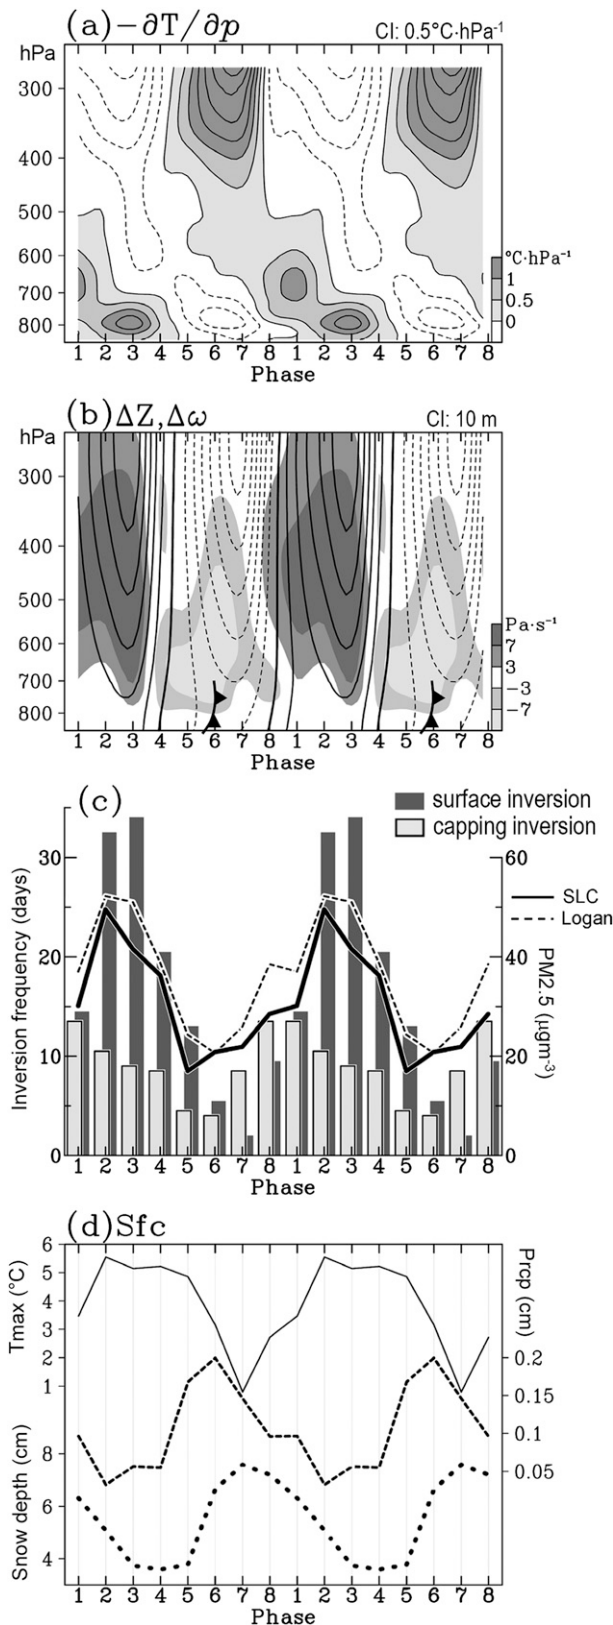 (a) −∂T/∂p CI: 0.5°C·hPa⁻¹
hPa
300
400
500
600
700
800
°C·hPa⁻¹
1
0.5
0
1 2 3 4 5 6 7 8 1 2 3 4 5 6 7 8
Phase
(b) ΔZ, Δω CI: 10 m
hPa
300
400
500
600
700
800
Pa·s⁻¹
7
3
−3
−7
1 2 3 4 5 6 7 8 1 2 3 4 5 6 7 8
Phase
(c)
surface inversion
capping inversion
SLC
Logan
Inversion frequency (days)
30
20
10
0
PM2.5 (µgm⁻³)
60
40
20
0
1 2 3 4 5 6 7 8 1 2 3 4 5 6 7 8
Phase
(d) Sfc
Tmax (°C)
6
5
4
3
2
1
Snow depth (cm)
8
6
4
Prcp (cm)
0.2
0.15
0.1
0.05
1 2 3 4 5 6 7 8 1 2 3 4 5 6 7 8
Phase